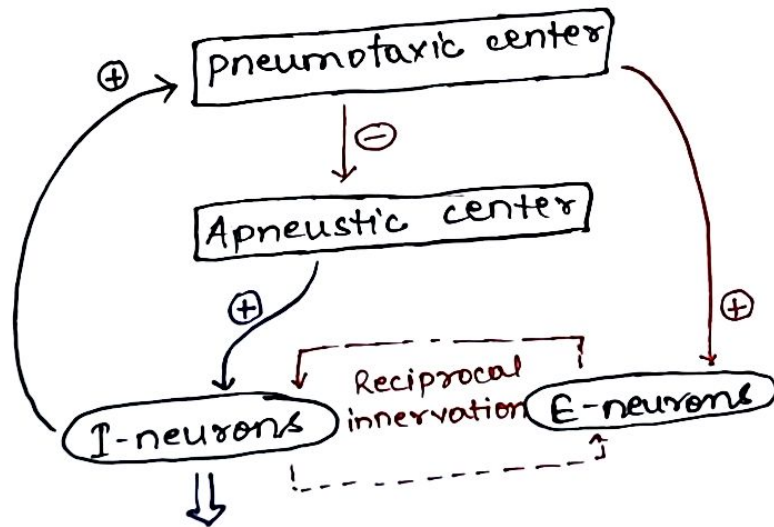 pneumotaxic center
+
−
Apneustic center
+
+
Reciprocal
innervation
I-neurons
E-neurons